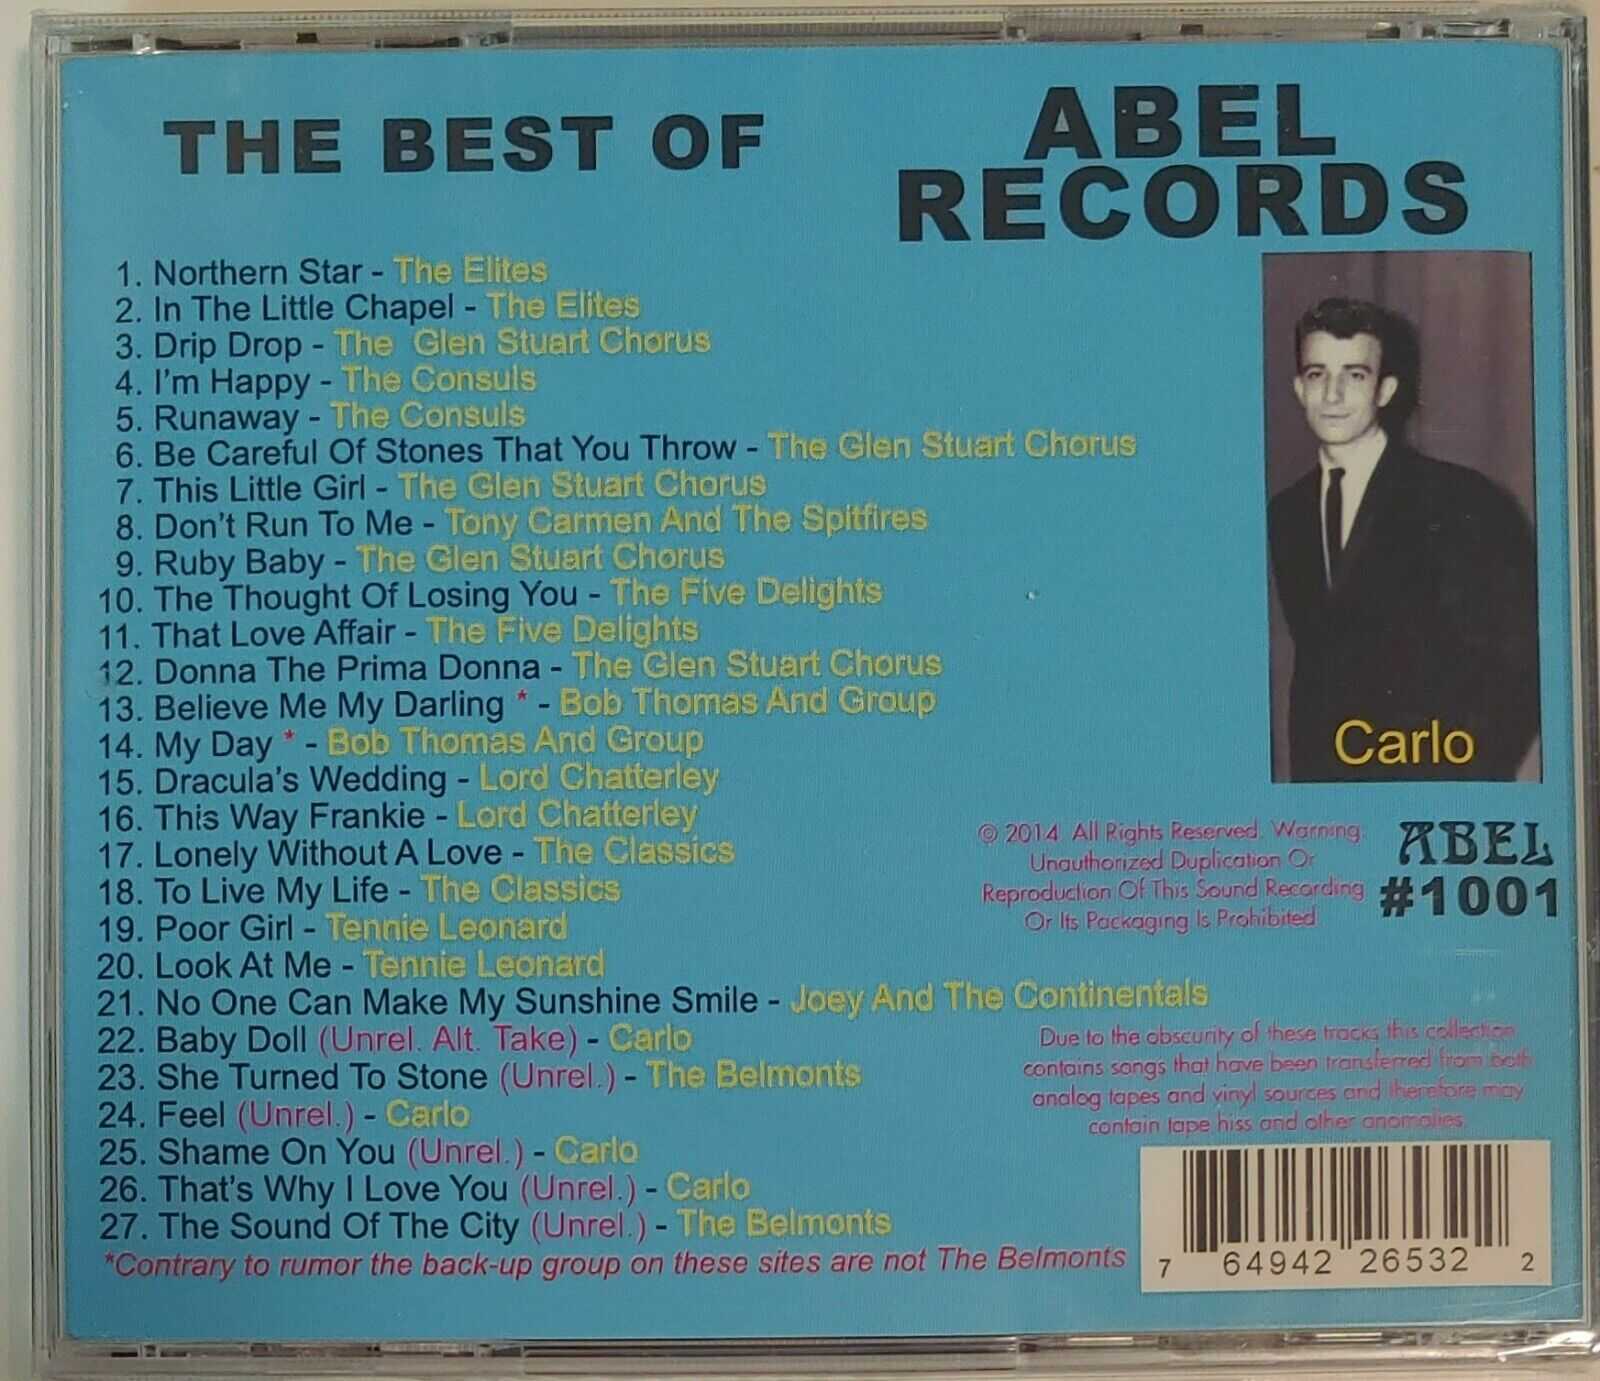 THE BEST OF
ABEL
RECORDS
1. Northern Star - The Elites
2. In The Little Chapel - The Elites
3. Drip Drop - The Glen Stuart Chorus
4. I'm Happy - The Consuls
5. Runaway - The Consuls
6. Be Careful Of Stones That You Throw - The Glen Stuart Chorus
7. This Little Girl - The Glen Stuart Chorus
8. Don't Run To Me - Tony Carmen And The Spitfires
9. Ruby Baby - The Glen Stuart Chorus
10. The Thought Of Losing You - The Five Delights
11. That Love Affair - The Five Delights
12. Donna The Prima Donna - The Glen Stuart Chorus
13. Believe Me My Darling * - Bob Thomas And Group
14. My Day * - Bob Thomas And Group
15. Dracula's Wedding - Lord Chatterley
16. This Way Frankie - Lord Chatterley
17. Lonely Without A Love - The Classics
18. To Live My Life - The Classics
19. Poor Girl - Tennie Leonard
20. Look At Me - Tennie Leonard
21. No One Can Make My Sunshine Smile - Joey And The Continentals
22. Baby Doll (Unrel. Alt. Take) - Carlo
23. She Turned To Stone (Unrel.) - The Belmonts
24. Feel (Unrel.) - Carlo
25. Shame On You (Unrel.) - Carlo
26. That's Why I Love You (Unrel.) - Carlo
27. The Sound Of The City (Unrel.) - The Belmonts
*Contrary to rumor the back-up group on these sites are not The Belmonts
Carlo
© 2014 All Rights Reserved. Warning:
Unauthorized Duplication Or
Reproduction Of This Sound Recording
Or Its Packaging Is Prohibited
ABEL
#1001
Due to the obscurity of these tracks this collection
contains songs that have been transferred from both
analog tapes and vinyl sources and therefore may
contain tape hiss and other anomalies.
7 64942 26532 2